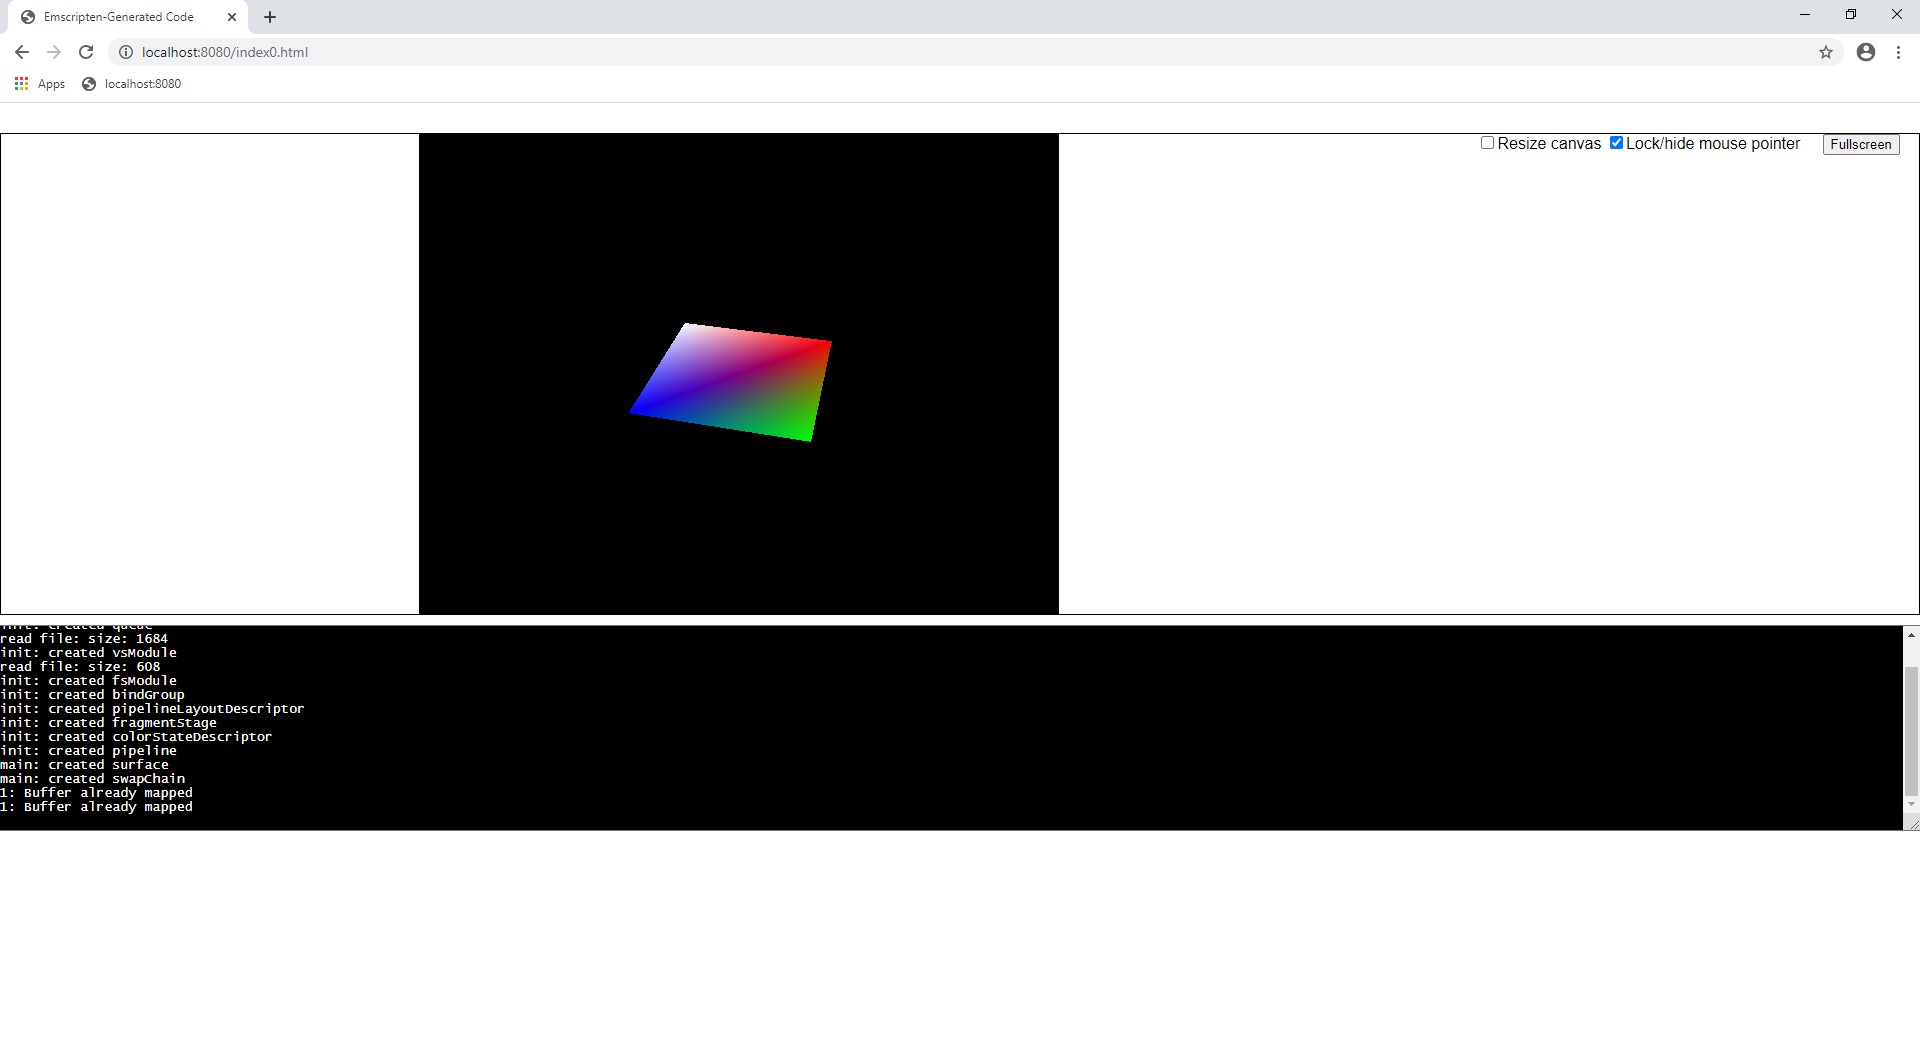 Emscripten-Generated Code
localhost:8080/index0.html
Apps localhost:8080
Resize canvas Lock/hide mouse pointer Fullscreen
init: created queue
read file: size: 1684
init: created vsModule
read file: size: 608
init: created fsModule
init: created bindGroup
init: created pipelineLayoutDescriptor
init: created fragmentStage
init: created colorStateDescriptor
init: created pipeline
main: created surface
main: created swapChain
1: Buffer already mapped
1: Buffer already mapped